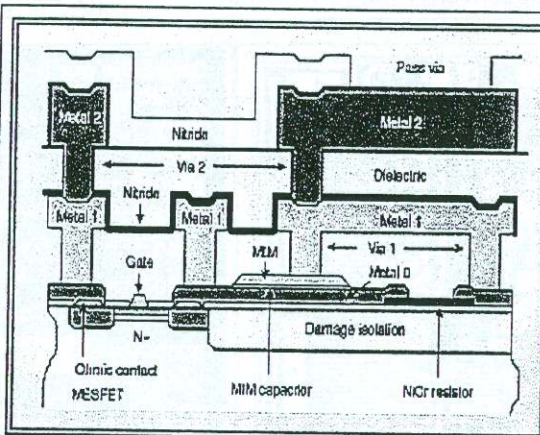 Pass via
Metal 2
Metal 2
Nitride
Via 2
Dielectric
Nitride
Metal 1
Metal 1
Metal 1
Via 1
Gate
MIM
Metal 0
N-
Damage isolation
Ohmic contact
MESFET
MIM capacitor
NiCr resistor